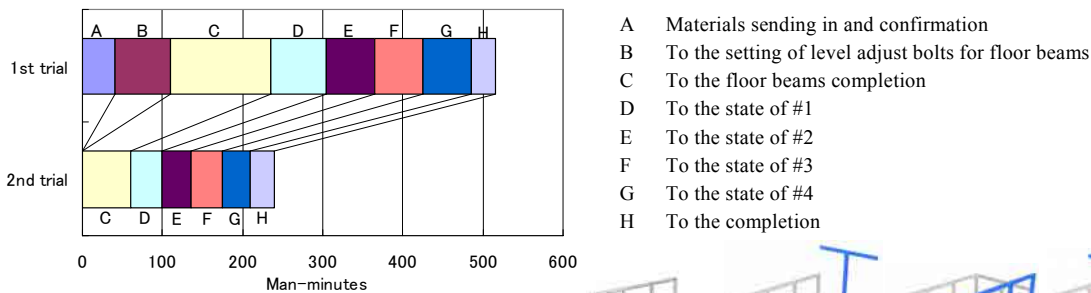 A B C D E F G H
1st trial
2nd trial
C D E F G H
0 100 200 300 400 500 600
Man-minutes
A Materials sending in and confirmation
B To the setting of level adjust bolts for floor beams
C To the floor beams completion
D To the state of #1
E To the state of #2
F To the state of #3
G To the state of #4
H To the completion